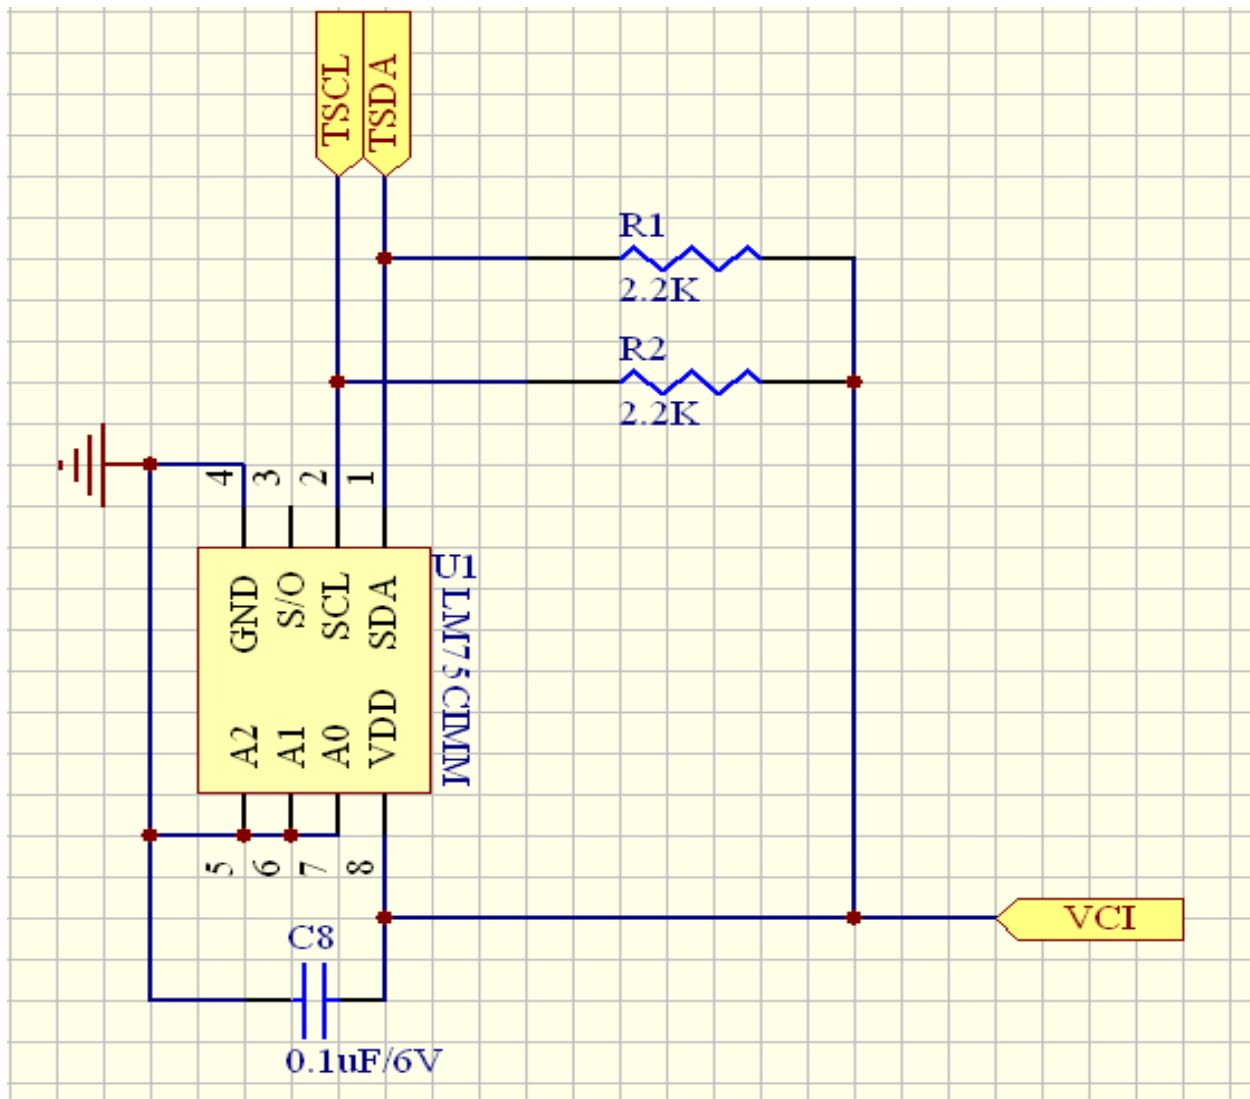 TSCL
TSDA
R1
2.2K
R2
2.2K
4
3
2
1
U1
LM75CIMM
GND
S/O
SCL
SDA
A2
A1
A0
VDD
5
6
7
8
VCI
C8
0.1uF/6V